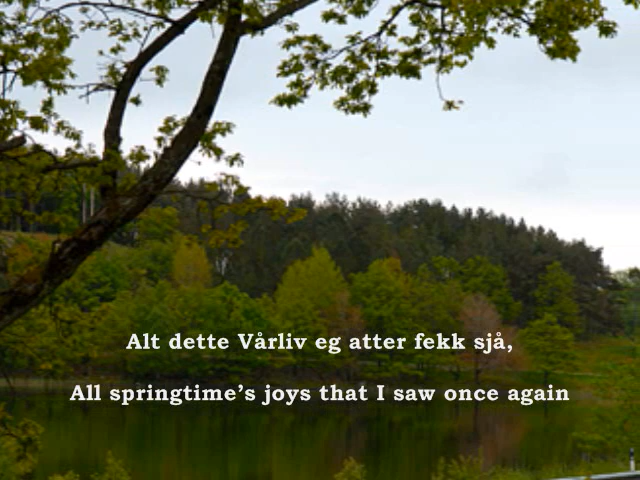 Alt dette Vårliv eg atter fekk sjå,
All springtime’s joys that I saw once again